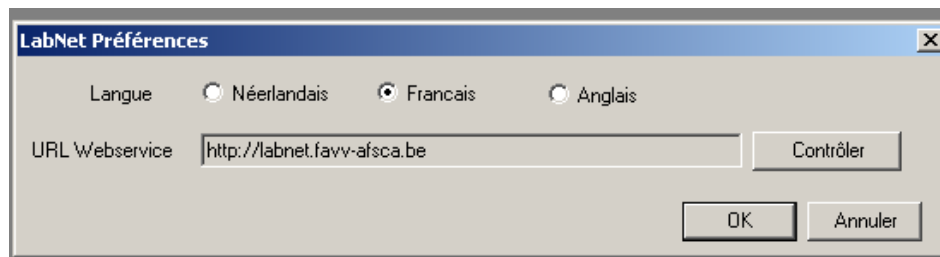 LabNet Préférences
Langue Néerlandais Francais Anglais
URL Webservice http://labnet.favv-afsca.be Contrôler
OK Annuler